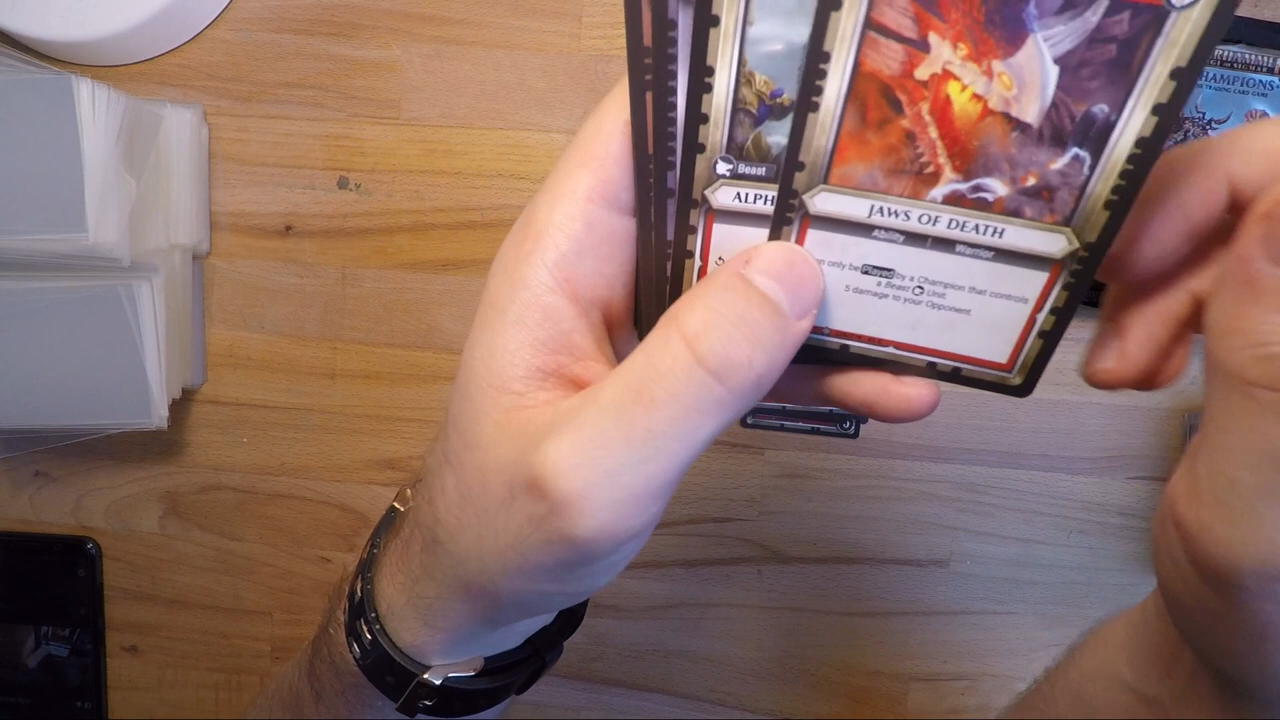 CHAMPIONS
TRADING CARD GAME
Beast
ALPH
JAWS OF DEATH
Ability | Warrior
n only be Played by a Champion that controls
a Beast Unit.
5 damage to your Opponent.